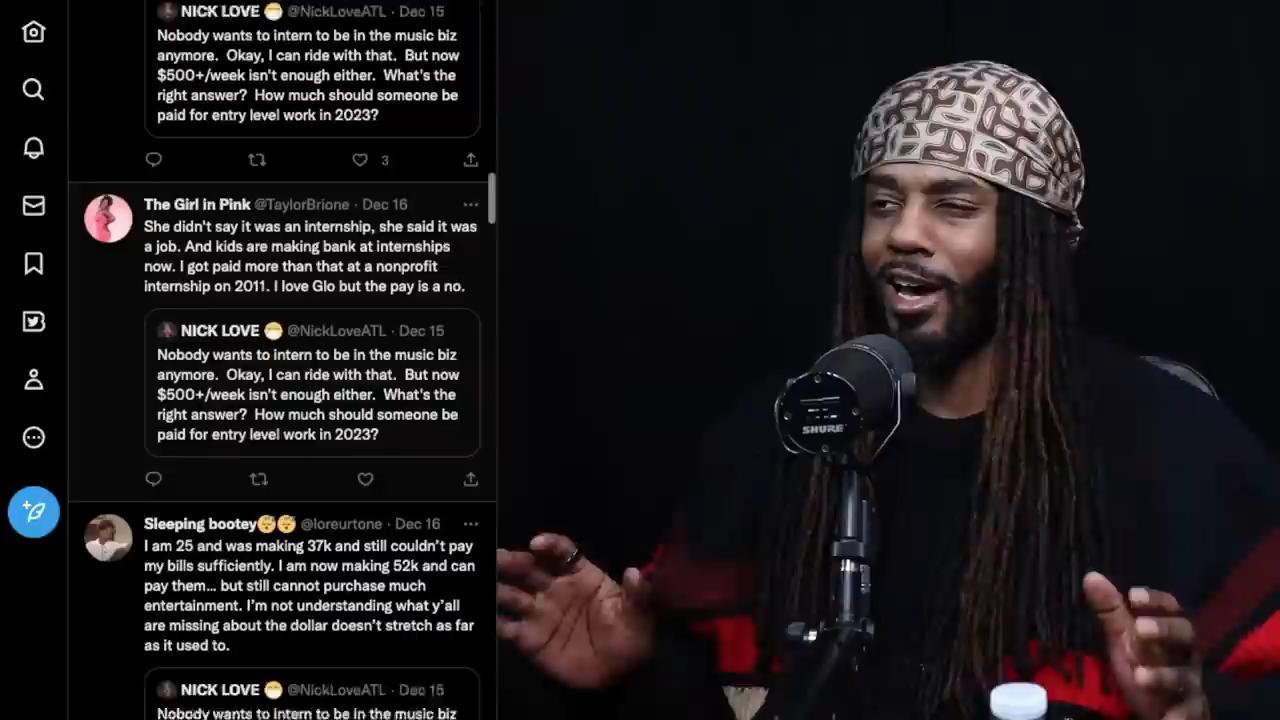 NICK LOVE 😷 @NickLoveATL · Dec 15
Nobody wants to intern to be in the music biz
anymore. Okay, I can ride with that. But now
$500+/week isn't enough either. What's the
right answer? How much should someone be
paid for entry level work in 2023?
3
The Girl in Pink @TaylorBrione · Dec 16
She didn't say it was an internship, she said it was
a job. And kids are making bank at internships
now. I got paid more than that at a nonprofit
internship on 2011. I love Glo but the pay is a no.
NICK LOVE 😷 @NickLoveATL · Dec 15
Nobody wants to intern to be in the music biz
anymore. Okay, I can ride with that. But now
$500+/week isn't enough either. What's the
right answer? How much should someone be
paid for entry level work in 2023?
Sleeping bootey😴😴 @loreurtone · Dec 16
I am 25 and was making 37k and still couldn't pay
my bills sufficiently. I am now making 52k and can
pay them... but still cannot purchase much
entertainment. I'm not understanding what y'all
are missing about the dollar doesn't stretch as far
as it used to.
NICK LOVE 😷 @NickLoveATL · Dec 15
Nobody wants to intern to be in the music biz
SHURE